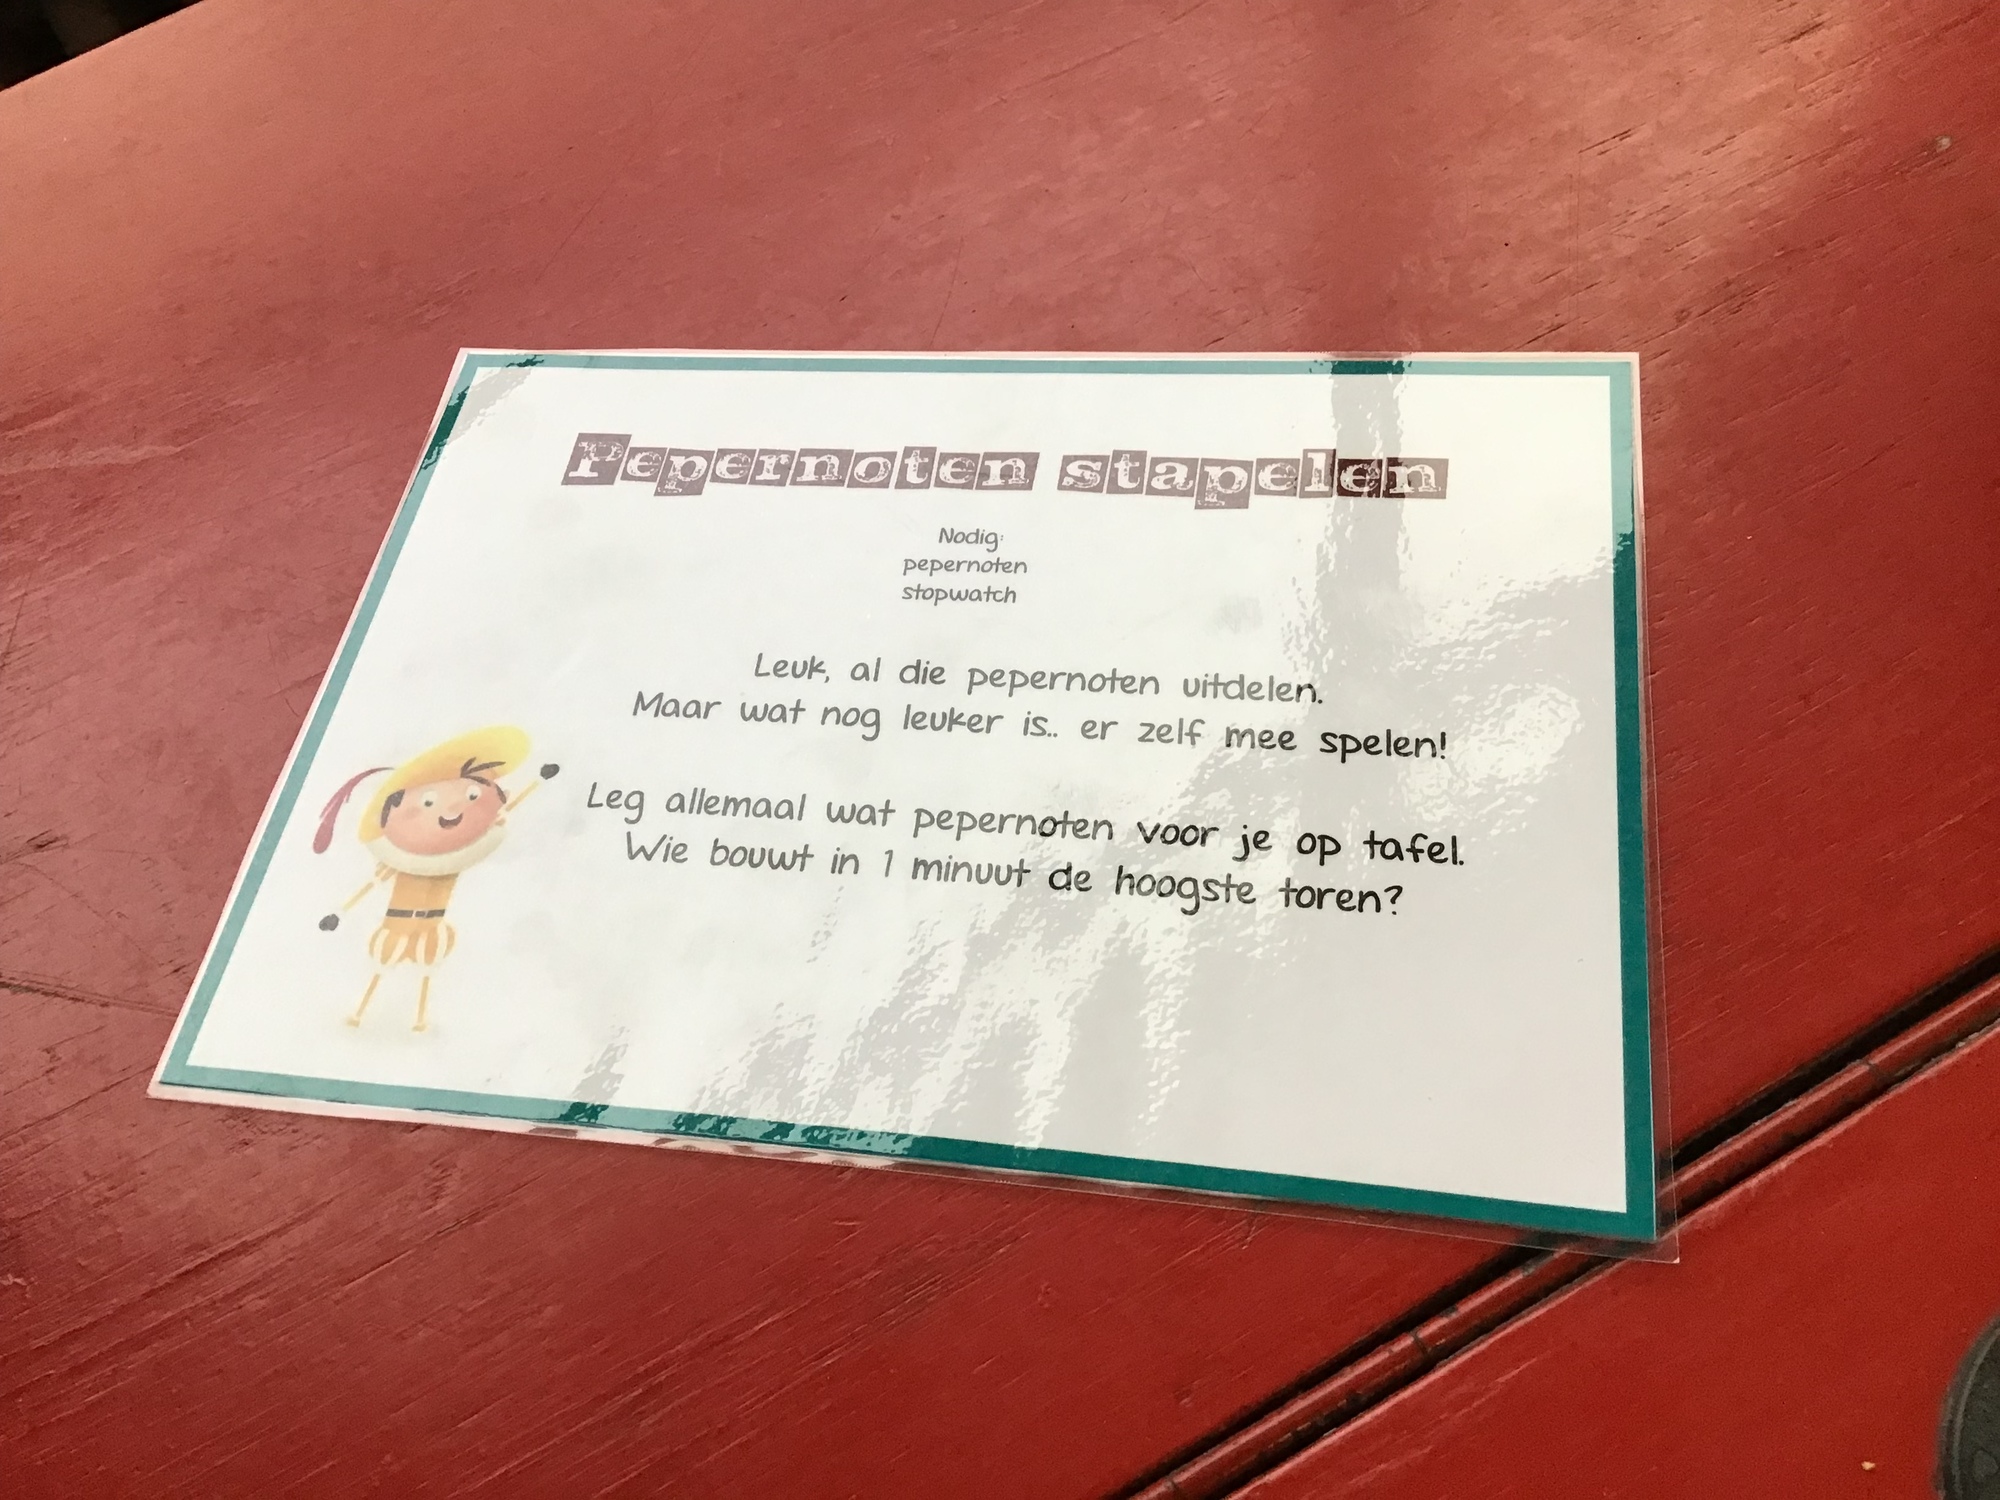 Pepernoten stapelen
Nodig:
pepernoten
stopwatch
Leuk, al die pepernoten uitdelen.
Maar wat nog leuker is.. er zelf mee spelen!
Leg allemaal wat pepernoten voor je op tafel.
Wie bouwt in 1 minuut de hoogste toren?